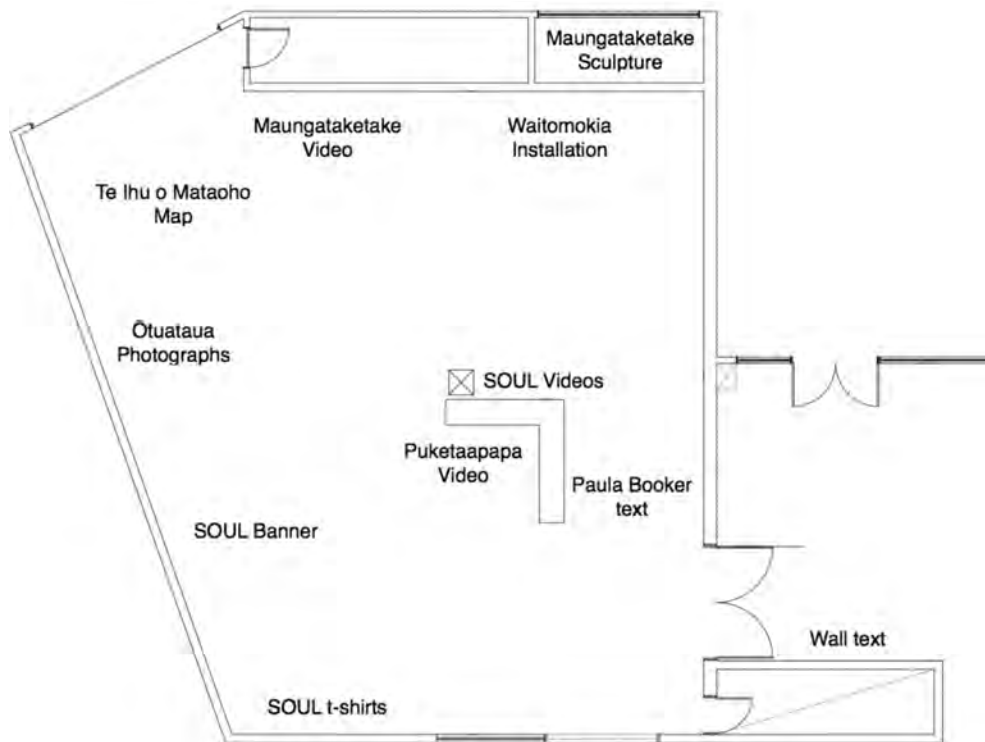 Maungataketake
Sculpture
Maungataketake
Video
Waitomokia
Installation
Te Ihu o Mataoho
Map
Ōtuataua
Photographs
SOUL Videos
Puketaapapa
Video
Paula Booker
text
SOUL Banner
Wall text
SOUL t-shirts